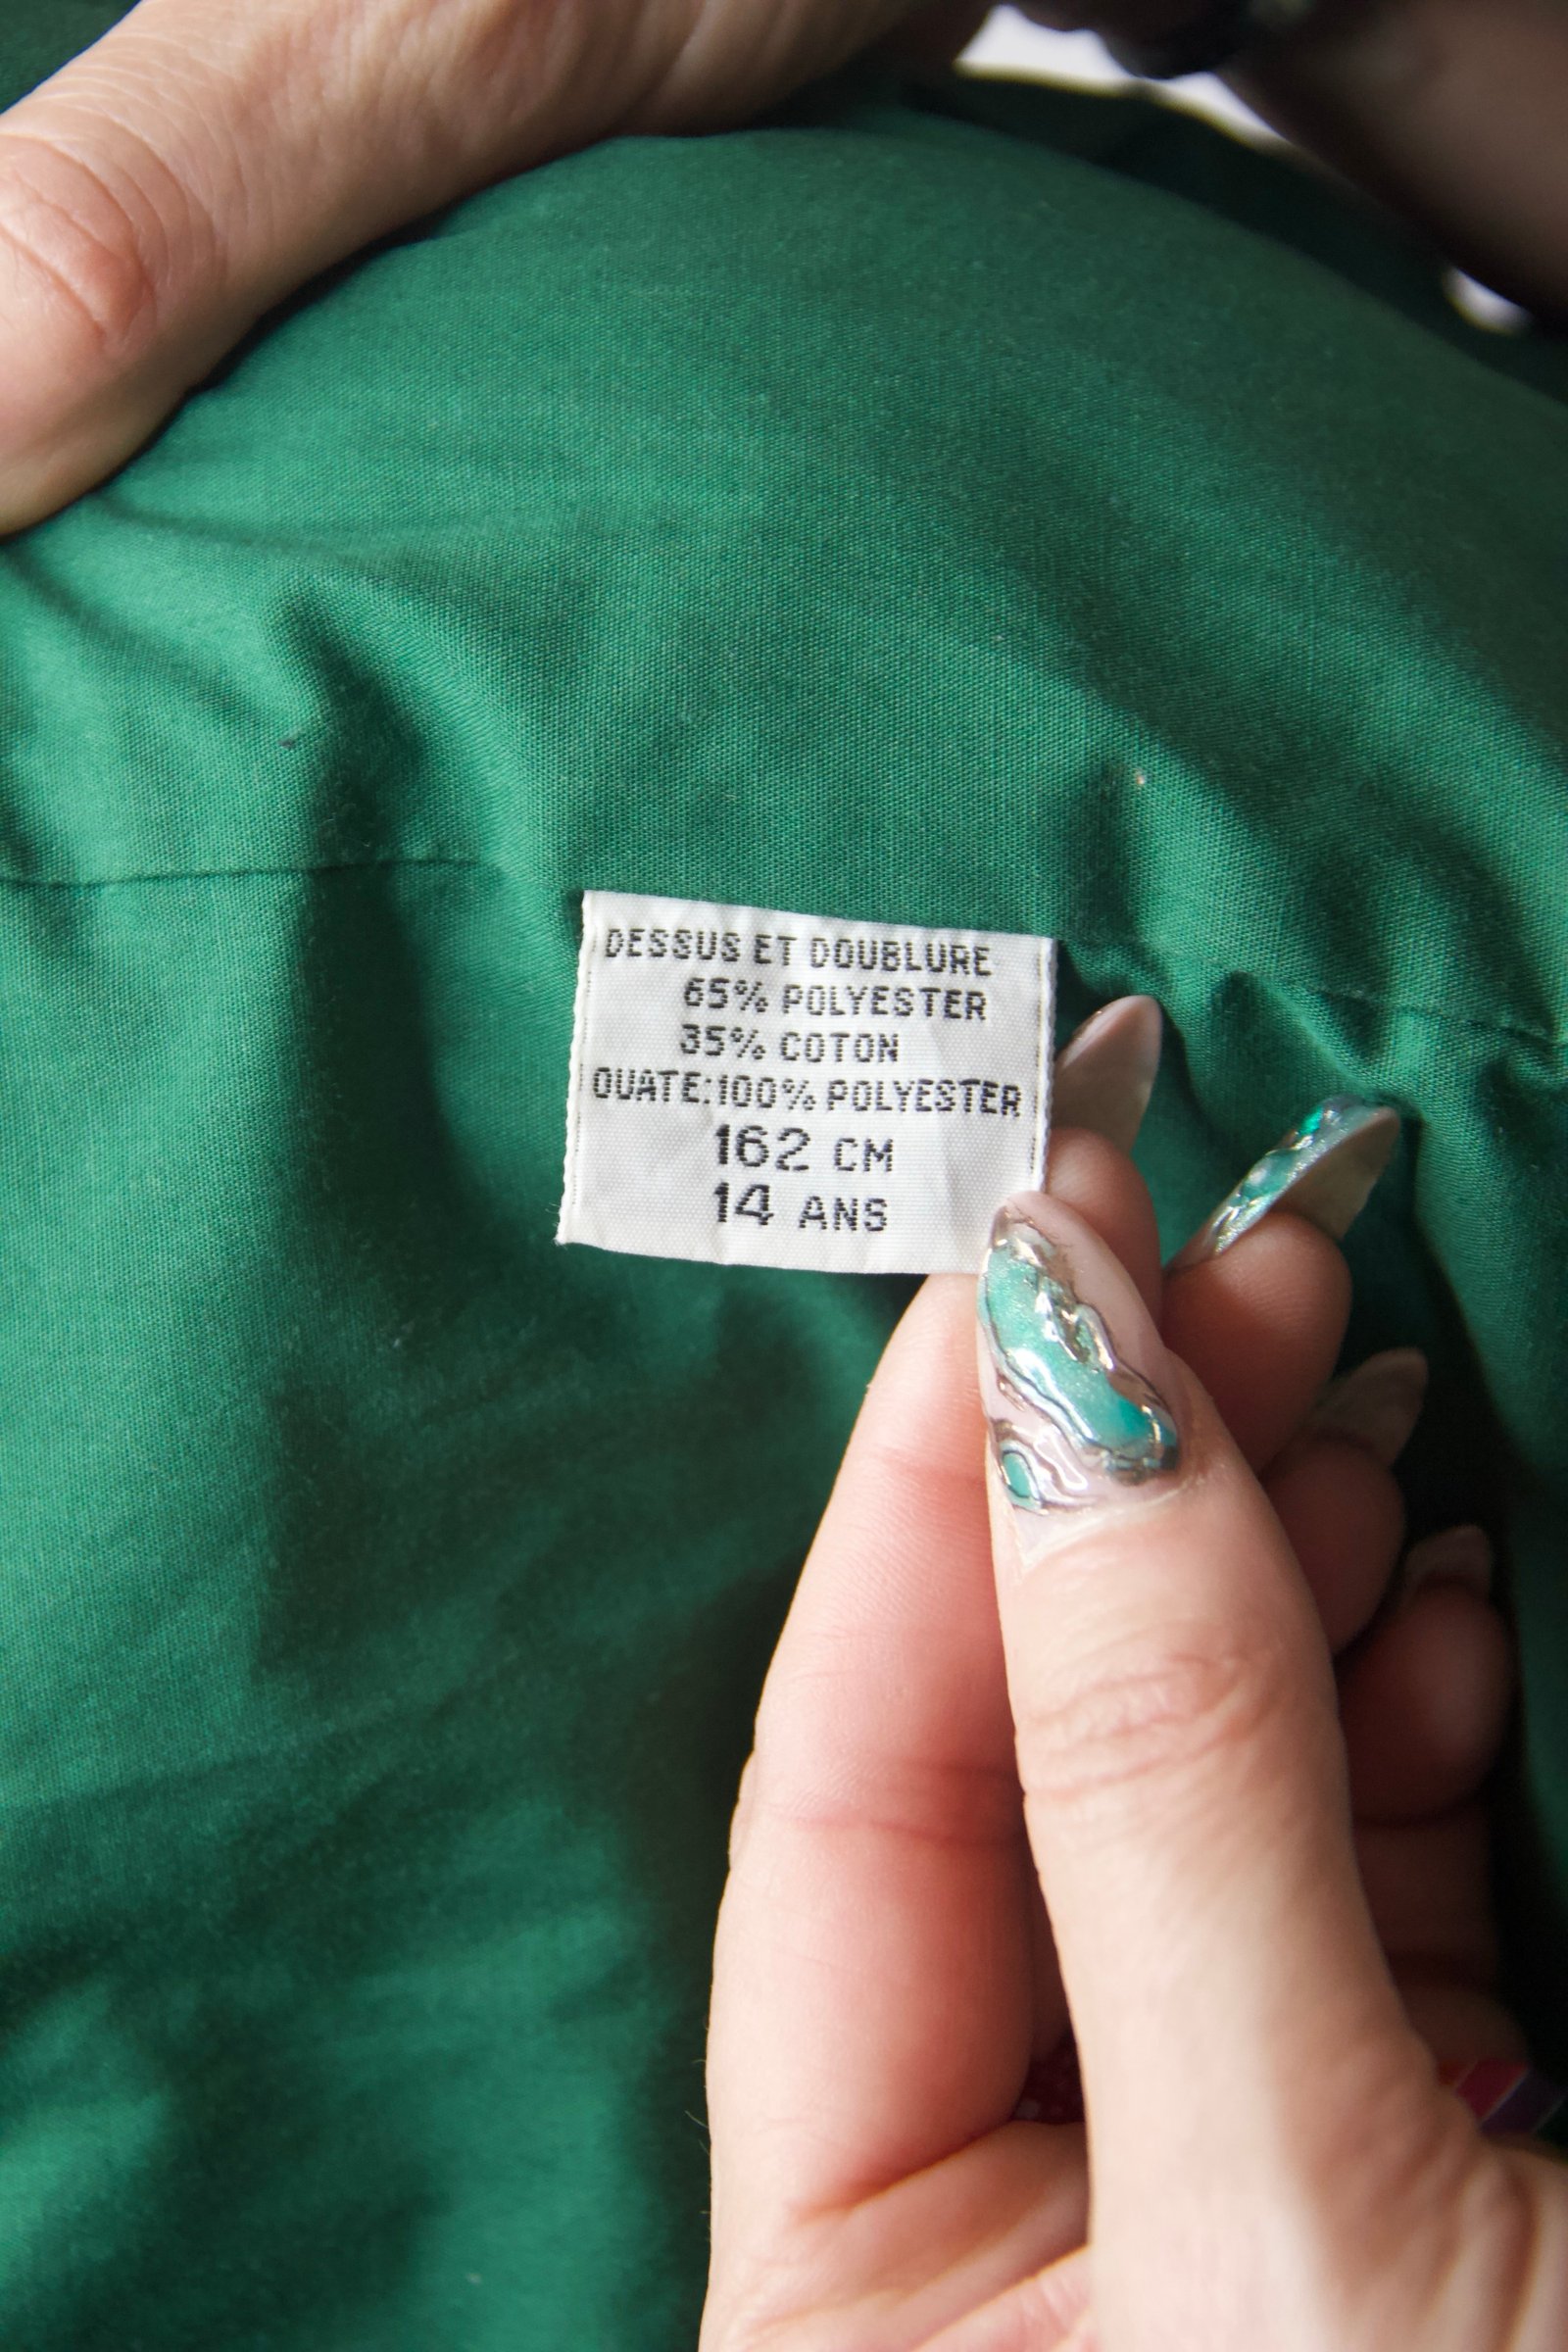 DESSUS ET DOUBLURE
65% POLYESTER
35% COTON
OUATE:100% POLYESTER
162 CM
14 ANS